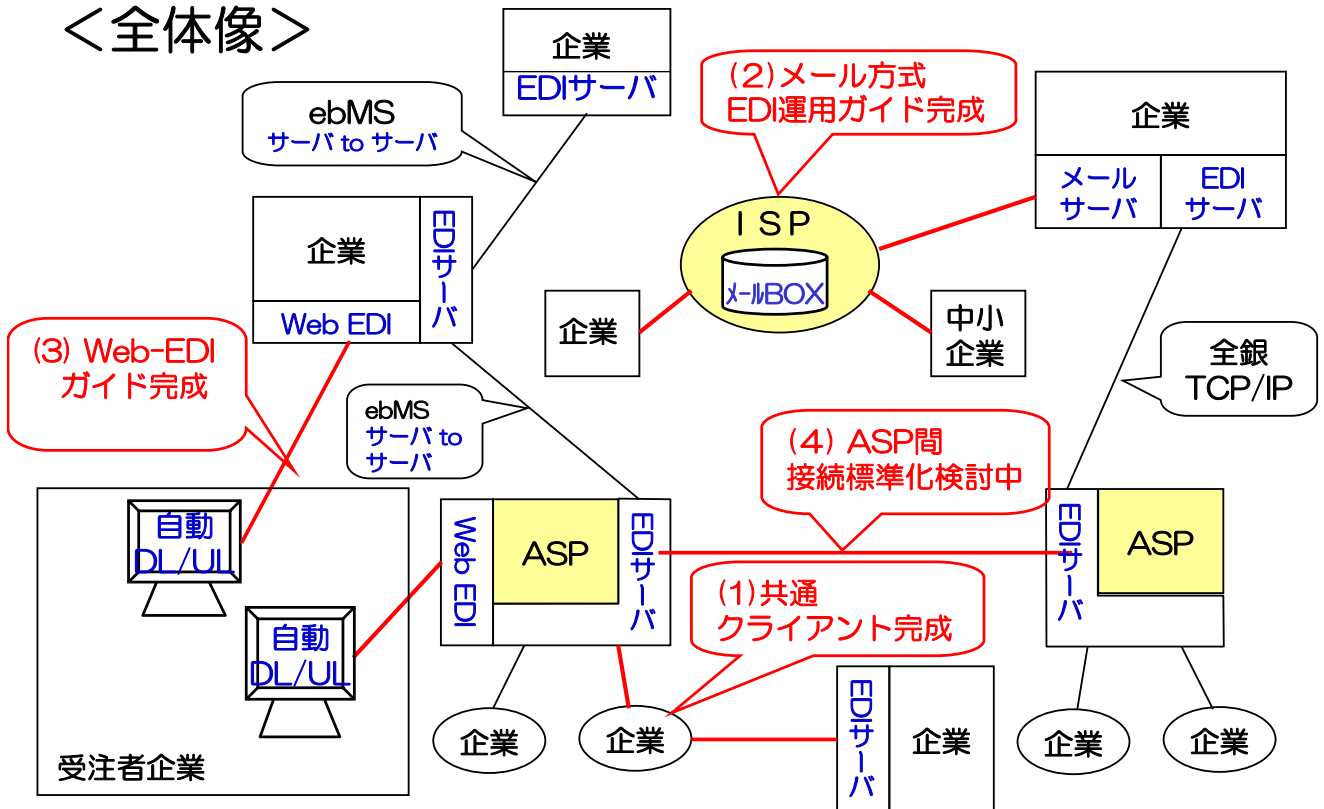 ＜全体像＞
企業
EDIサーバ
ebMS
サーバ to サーバ
(2)メール方式
EDI運用ガイド完成
企業
メール
サーバ
EDI
サーバ
企業
EDIサーバ
Web EDI
ＩＳＰ
ﾒｰﾙBOX
企業
中小
企業
(3) Web-EDI
ガイド完成
ebMS
サーバ to
サーバ
全銀
TCP/IP
(4) ASP間
接続標準化検討中
自動
DL/UL
自動
DL/UL
受注者企業
Web EDI
ASP
EDIサーバ
(1)共通
クライアント完成
EDIサーバ
ASP
企業
企業
EDIサーバ
企業
企業
企業